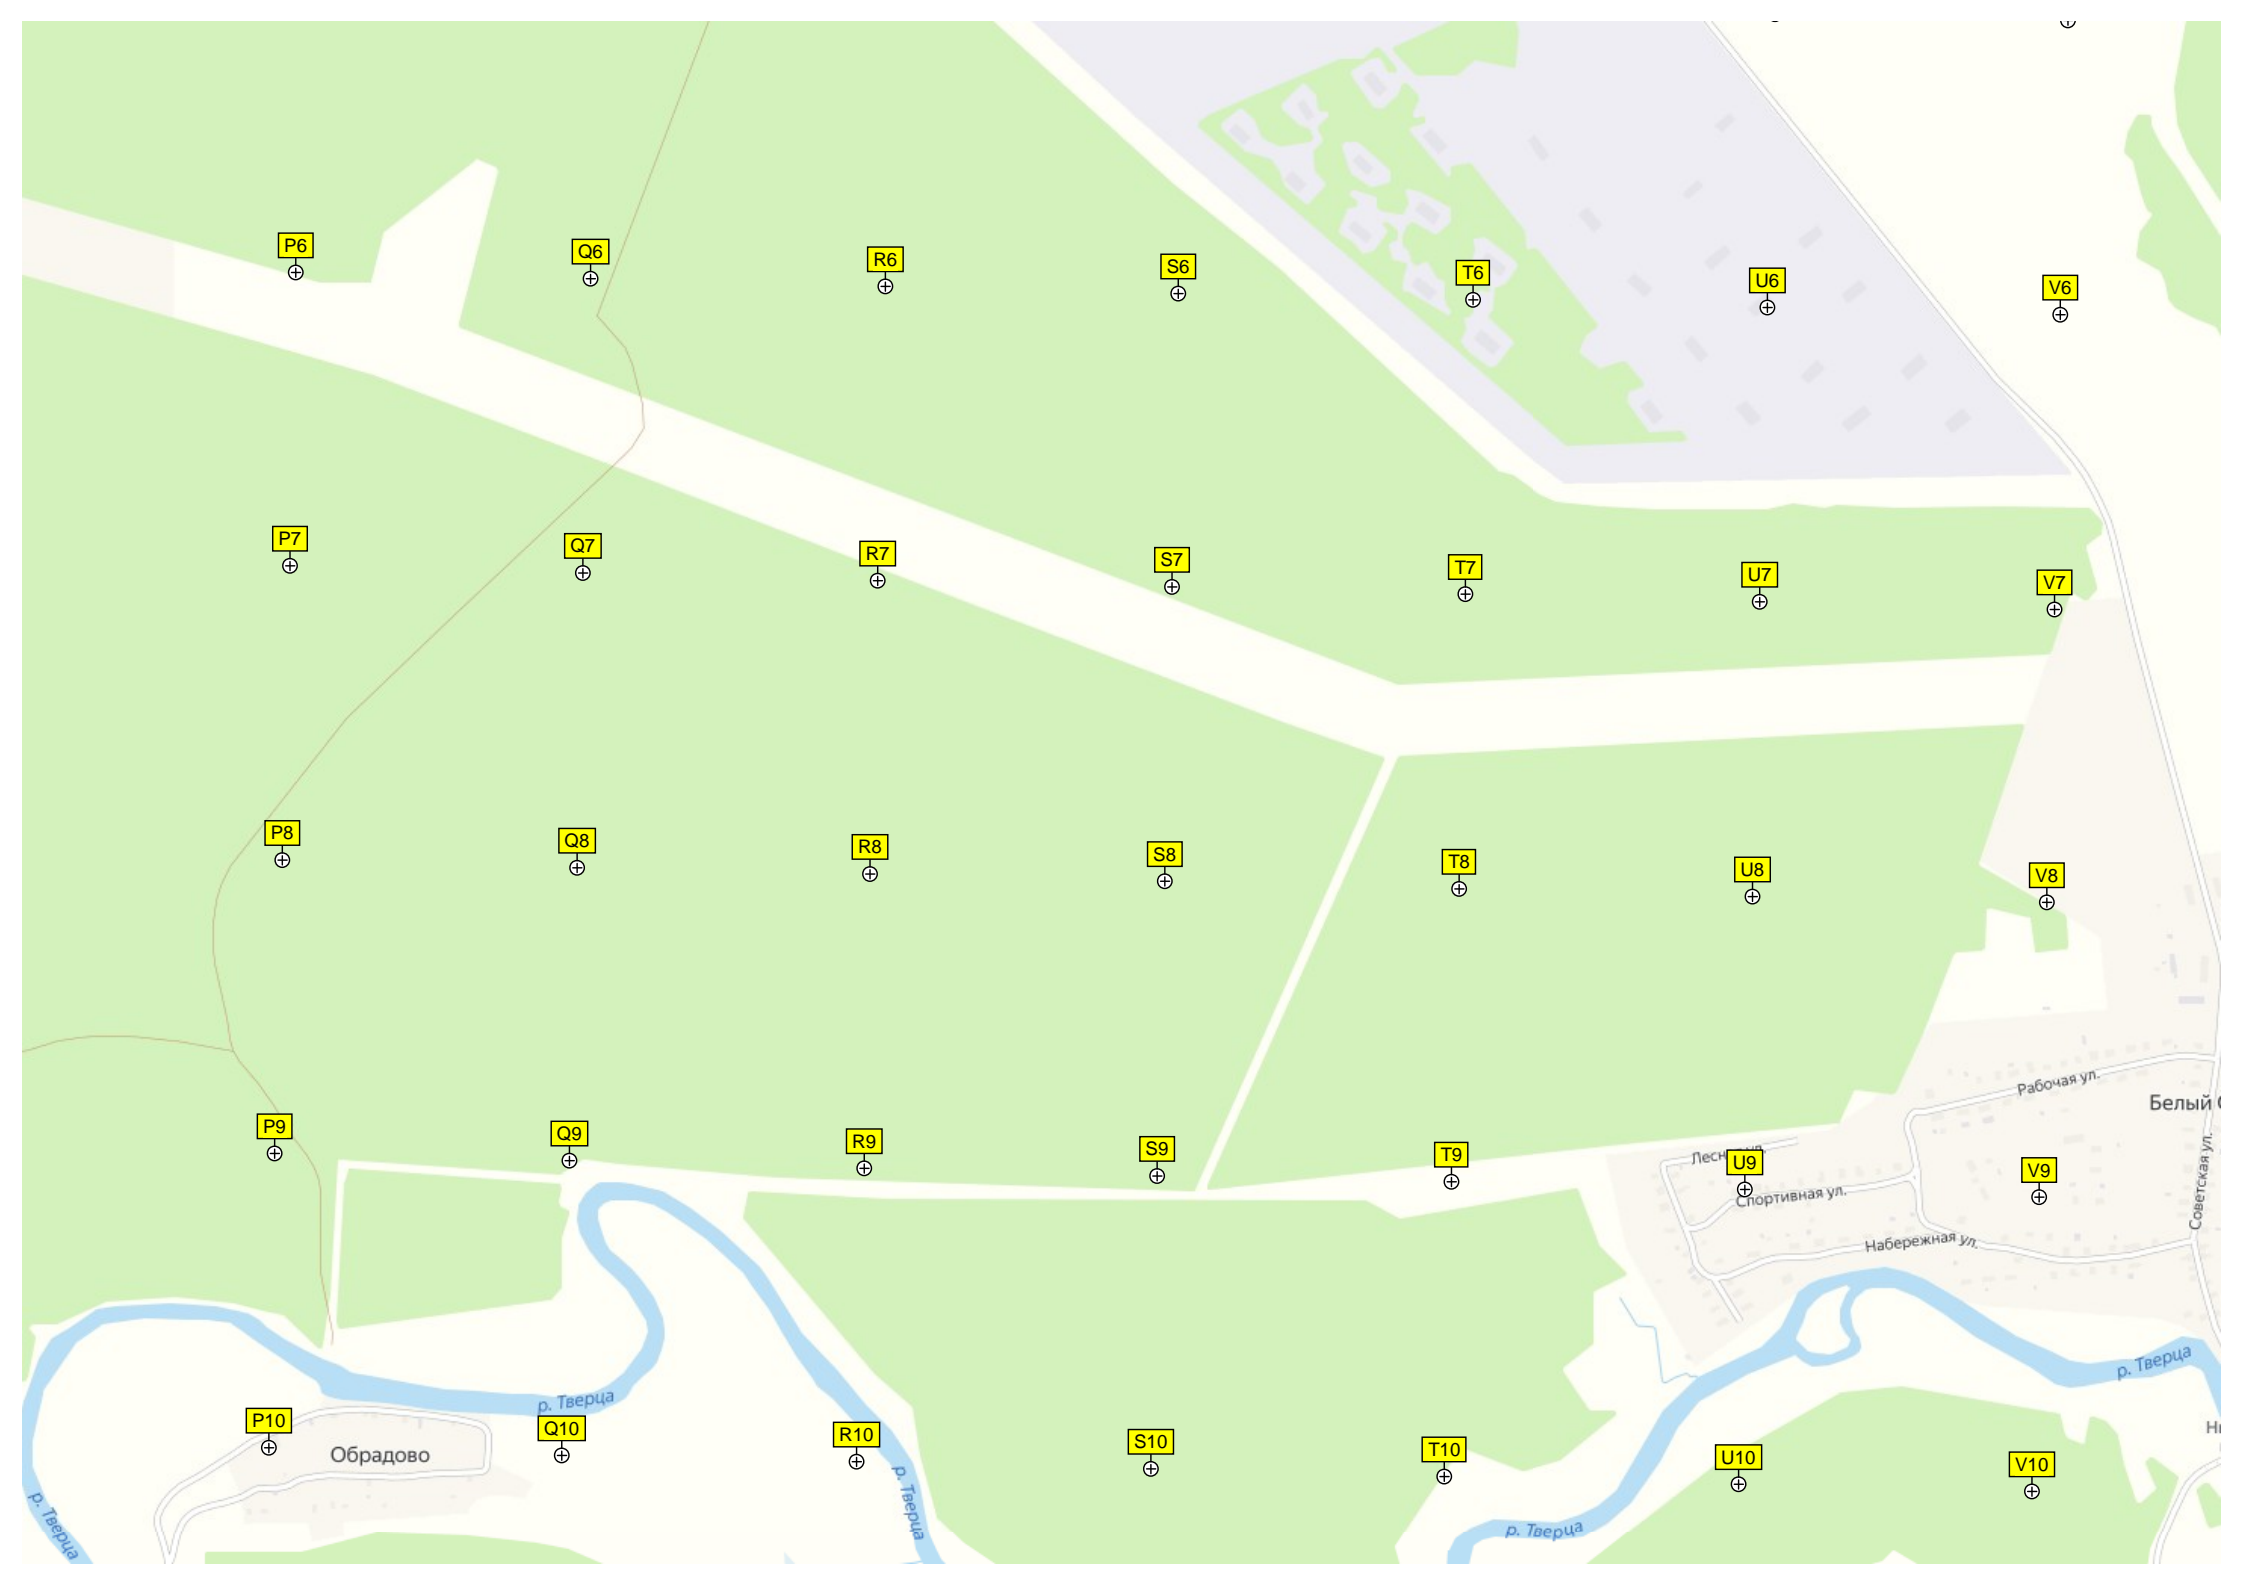 P6
Q6
R6
S6
T6
U6
V6
P7
Q7
R7
S7
T7
U7
V7
P8
Q8
R8
S8
T8
U8
V8
Рабочая ул.
Белый
P9
Q9
R9
S9
T9
U9
V9
Спортивная ул.
Советская ул.
Набережная ул.
р. Тверца
р. Тверца
P10
Q10
R10
S10
T10
U10
V10
Обрадово
р. Тверца
р. Тверца
р. Тверца